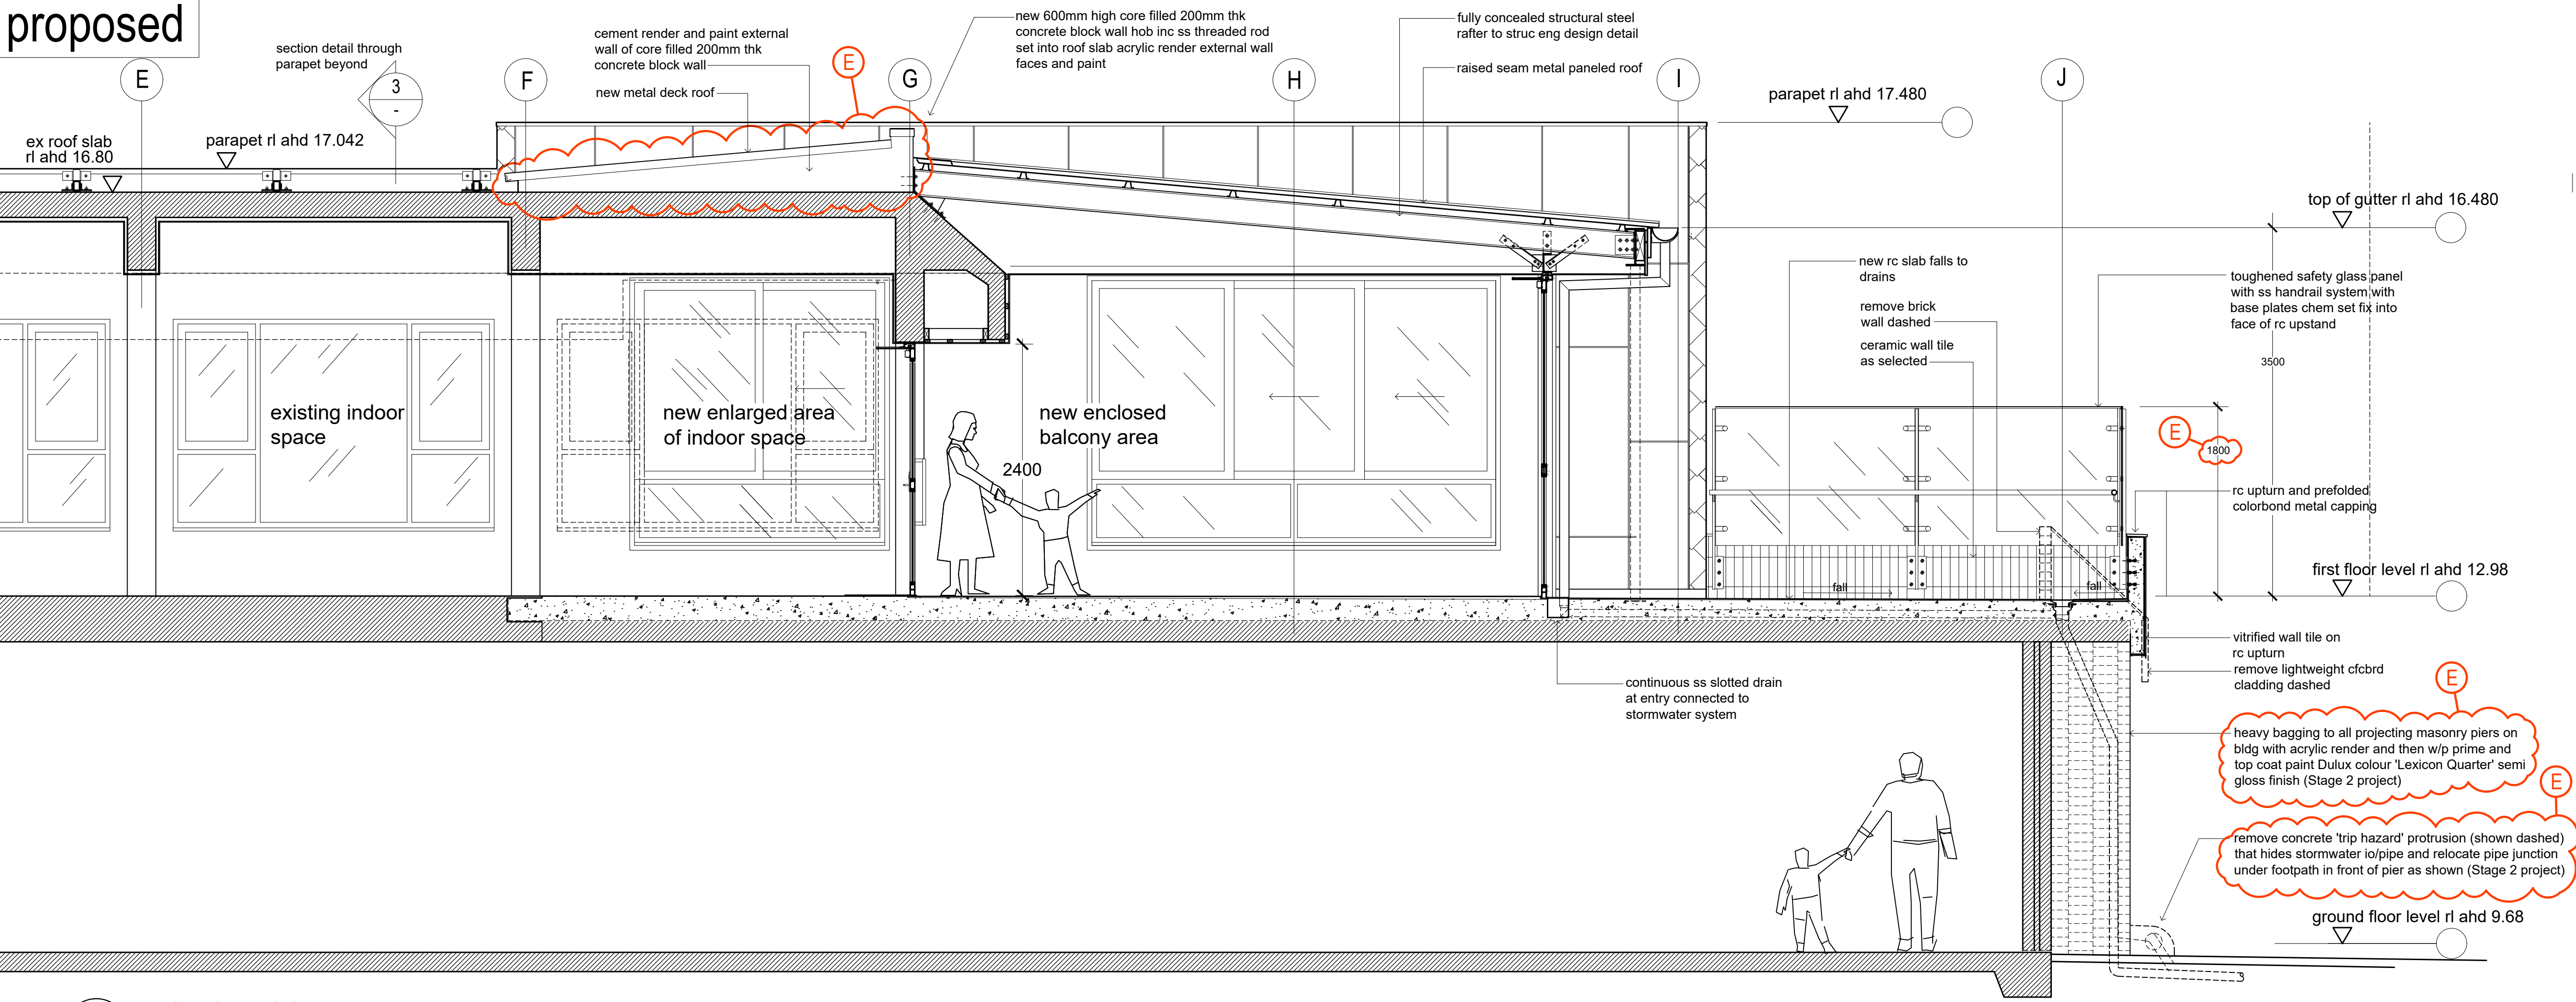 proposed
section detail through
parapet beyond
3
-
cement render and paint external
wall of core filled 200mm thk
concrete block wall
new metal deck roof
new 600mm high core filled 200mm thk
concrete block wall hob inc ss threaded rod
set into roof slab acrylic render external wall
faces and paint
fully concealed structural steel
rafter to struc eng design detail
raised seam metal paneled roof
E
F
E
G
H
I
J
ex roof slab
rl ahd 16.80
parapet rl ahd 17.042
parapet rl ahd 17.480
top of gutter rl ahd 16.480
new rc slab falls to
drains
remove brick
wall dashed
ceramic wall tile
as selected
toughened safety glass panel
with ss handrail system with
base plates chem set fix into
face of rc upstand
3500
existing indoor
space
new enlarged area
of indoor space
new enclosed
balcony area
2400
E
1800
rc upturn and prefolded
colorbond metal capping
fall
fall
first floor level rl ahd 12.98
vitrified wall tile on
rc upturn
remove lightweight cfcbrd
cladding dashed
continuous ss slotted drain
at entry connected to
stormwater system
E
heavy bagging to all projecting masonry piers on
bldg with acrylic render and then w/p prime and
top coat paint Dulux colour 'Lexicon Quarter' semi
gloss finish (Stage 2 project)
E
remove concrete 'trip hazard' protrusion (shown dashed)
that hides stormwater io/pipe and relocate pipe junction
under footpath in front of pier as shown (Stage 2 project)
ground floor level rl ahd 9.68